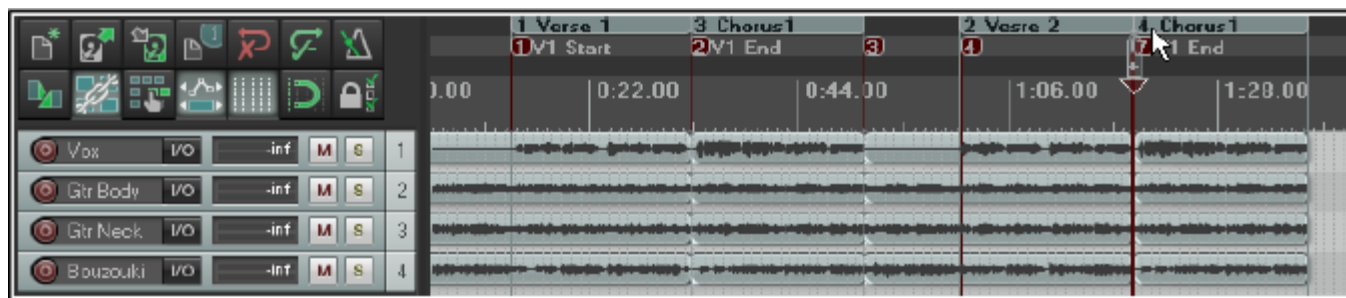 1 Verse 1 3 Chorus1 2 Vesre 2 4 Chorus1
1 V1 Start 2 V1 End 3 4 7 1 End
0.00 0:22.00 0:44.00 1:06.00 1:28.00
Vox I/O -inf M S 1
Gtr Body I/O -inf M S 2
Gtr Neck I/O -inf M S 3
Bouzouki I/O -inf M S 4